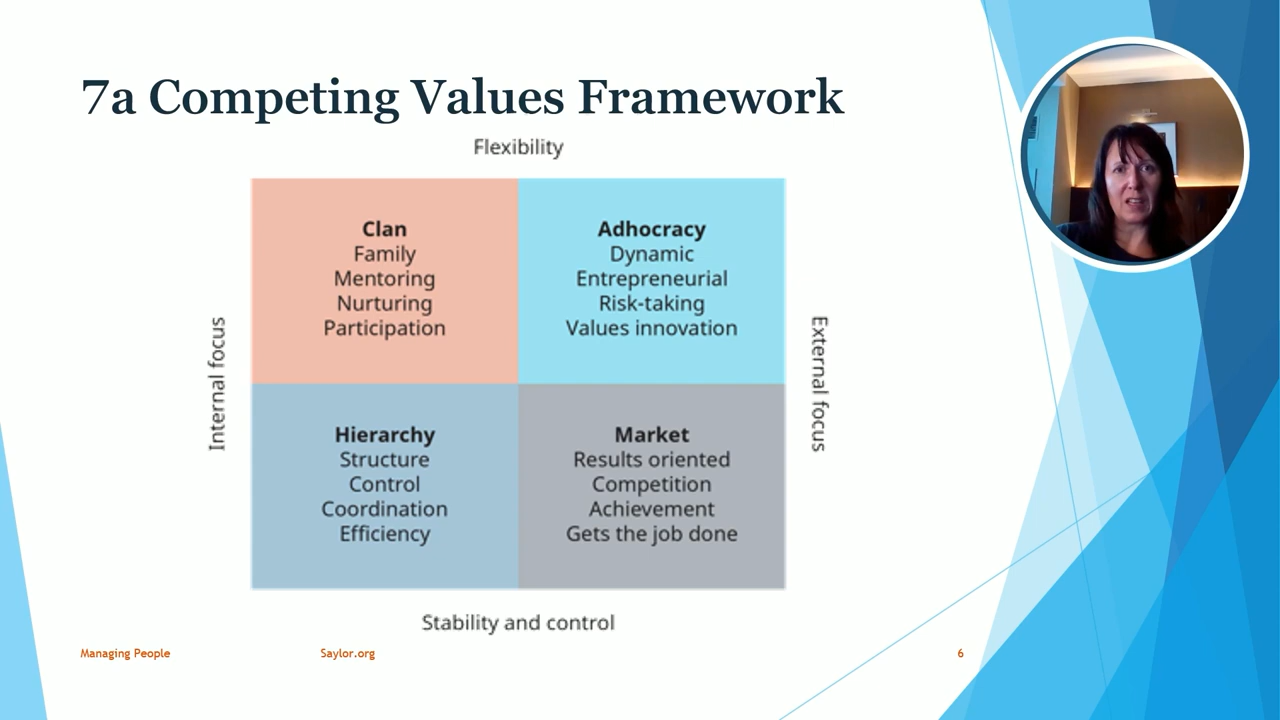 7a Competing Values Framework
Flexibility
Clan
Family
Mentoring
Nurturing
Participation
Adhocracy
Dynamic
Entrepreneurial
Risk-taking
Values innovation
Internal focus
External focus
Hierarchy
Structure
Control
Coordination
Efficiency
Market
Results oriented
Competition
Achievement
Gets the job done
Stability and control
Managing People
Saylor.org
6